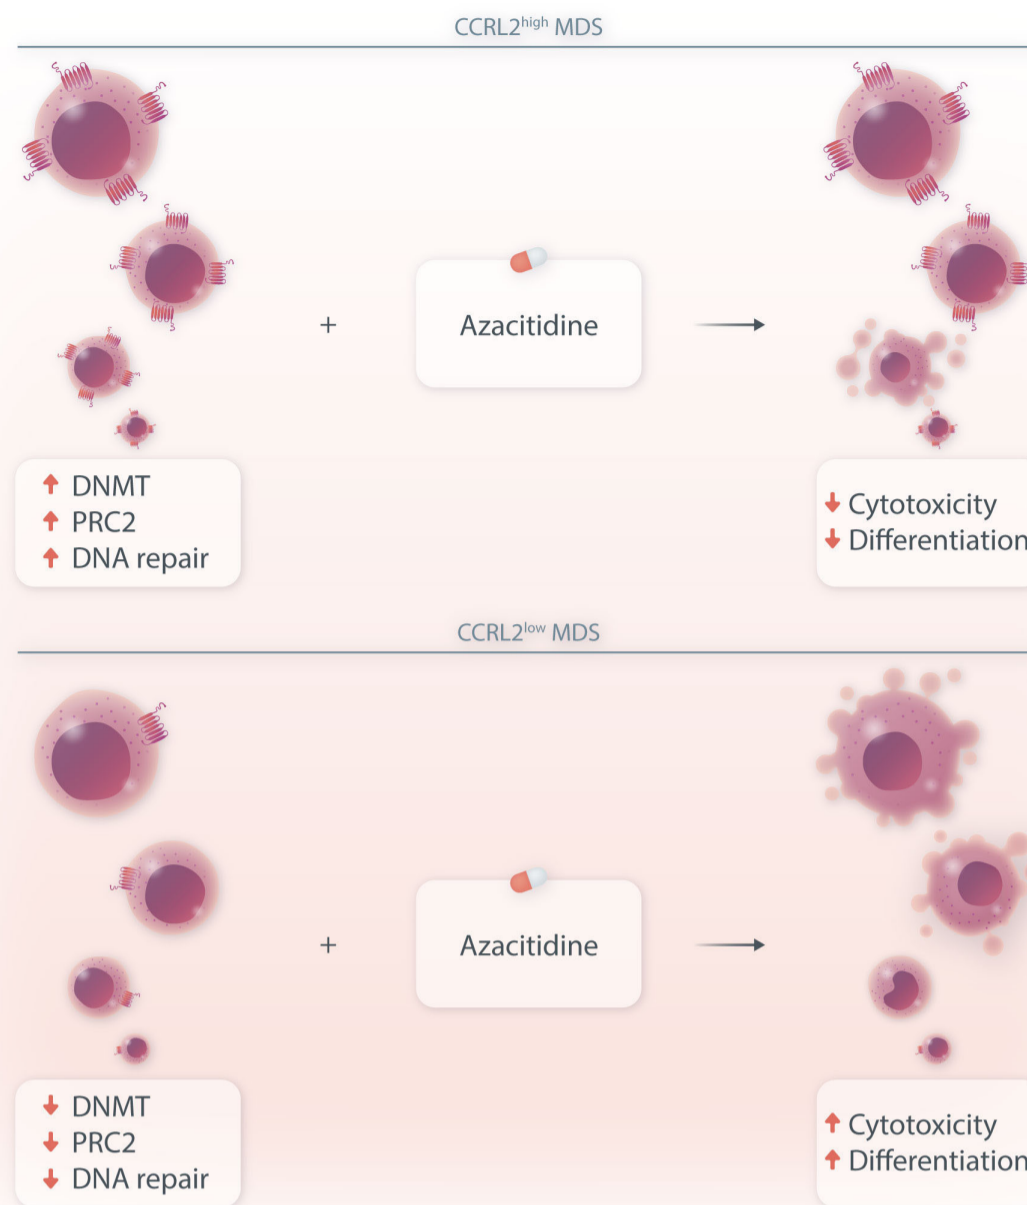 CCRL2high MDS
+
Azacitidine
↑ DNMT
↑ PRC2
↑ DNA repair
↓ Cytotoxicity
↓ Differentiation
CCRL2low MDS
+
Azacitidine
↓ DNMT
↓ PRC2
↓ DNA repair
↑ Cytotoxicity
↑ Differentiation